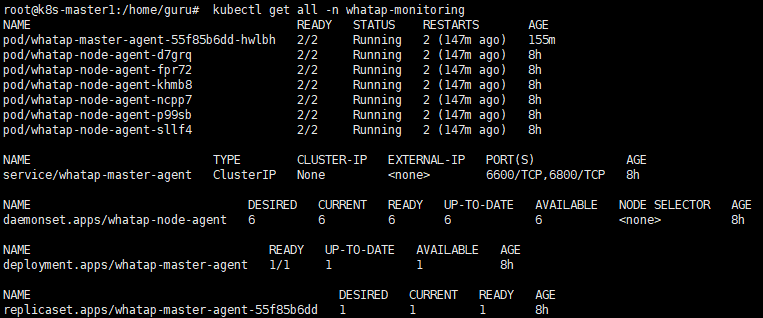 root@k8s-master1:/home/guru#  kubectl get all -n whatap-monitoring
NAME                                      READY   STATUS    RESTARTS       AGE
pod/whatap-master-agent-55f85b6dd-hwlbh   2/2     Running   2 (147m ago)   155m
pod/whatap-node-agent-d7grq               2/2     Running   2 (147m ago)   8h
pod/whatap-node-agent-fpr72               2/2     Running   2 (147m ago)   8h
pod/whatap-node-agent-khmb8               2/2     Running   2 (147m ago)   8h
pod/whatap-node-agent-ncpp7               2/2     Running   2 (147m ago)   8h
pod/whatap-node-agent-p99sb               2/2     Running   2 (147m ago)   8h
pod/whatap-node-agent-sllf4               2/2     Running   2 (147m ago)   8h
NAME                          TYPE        CLUSTER-IP   EXTERNAL-IP   PORT(S)             AGE
service/whatap-master-agent   ClusterIP   None         <none>        6600/TCP,6800/TCP   8h
NAME                               DESIRED   CURRENT   READY   UP-TO-DATE   AVAILABLE   NODE SELECTOR   AGE
daemonset.apps/whatap-node-agent   6         6         6       6            6           <none>          8h
NAME                                  READY   UP-TO-DATE   AVAILABLE   AGE
deployment.apps/whatap-master-agent   1/1     1            1           8h
NAME                                            DESIRED   CURRENT   READY   AGE
replicaset.apps/whatap-master-agent-55f85b6dd   1         1         1       8h